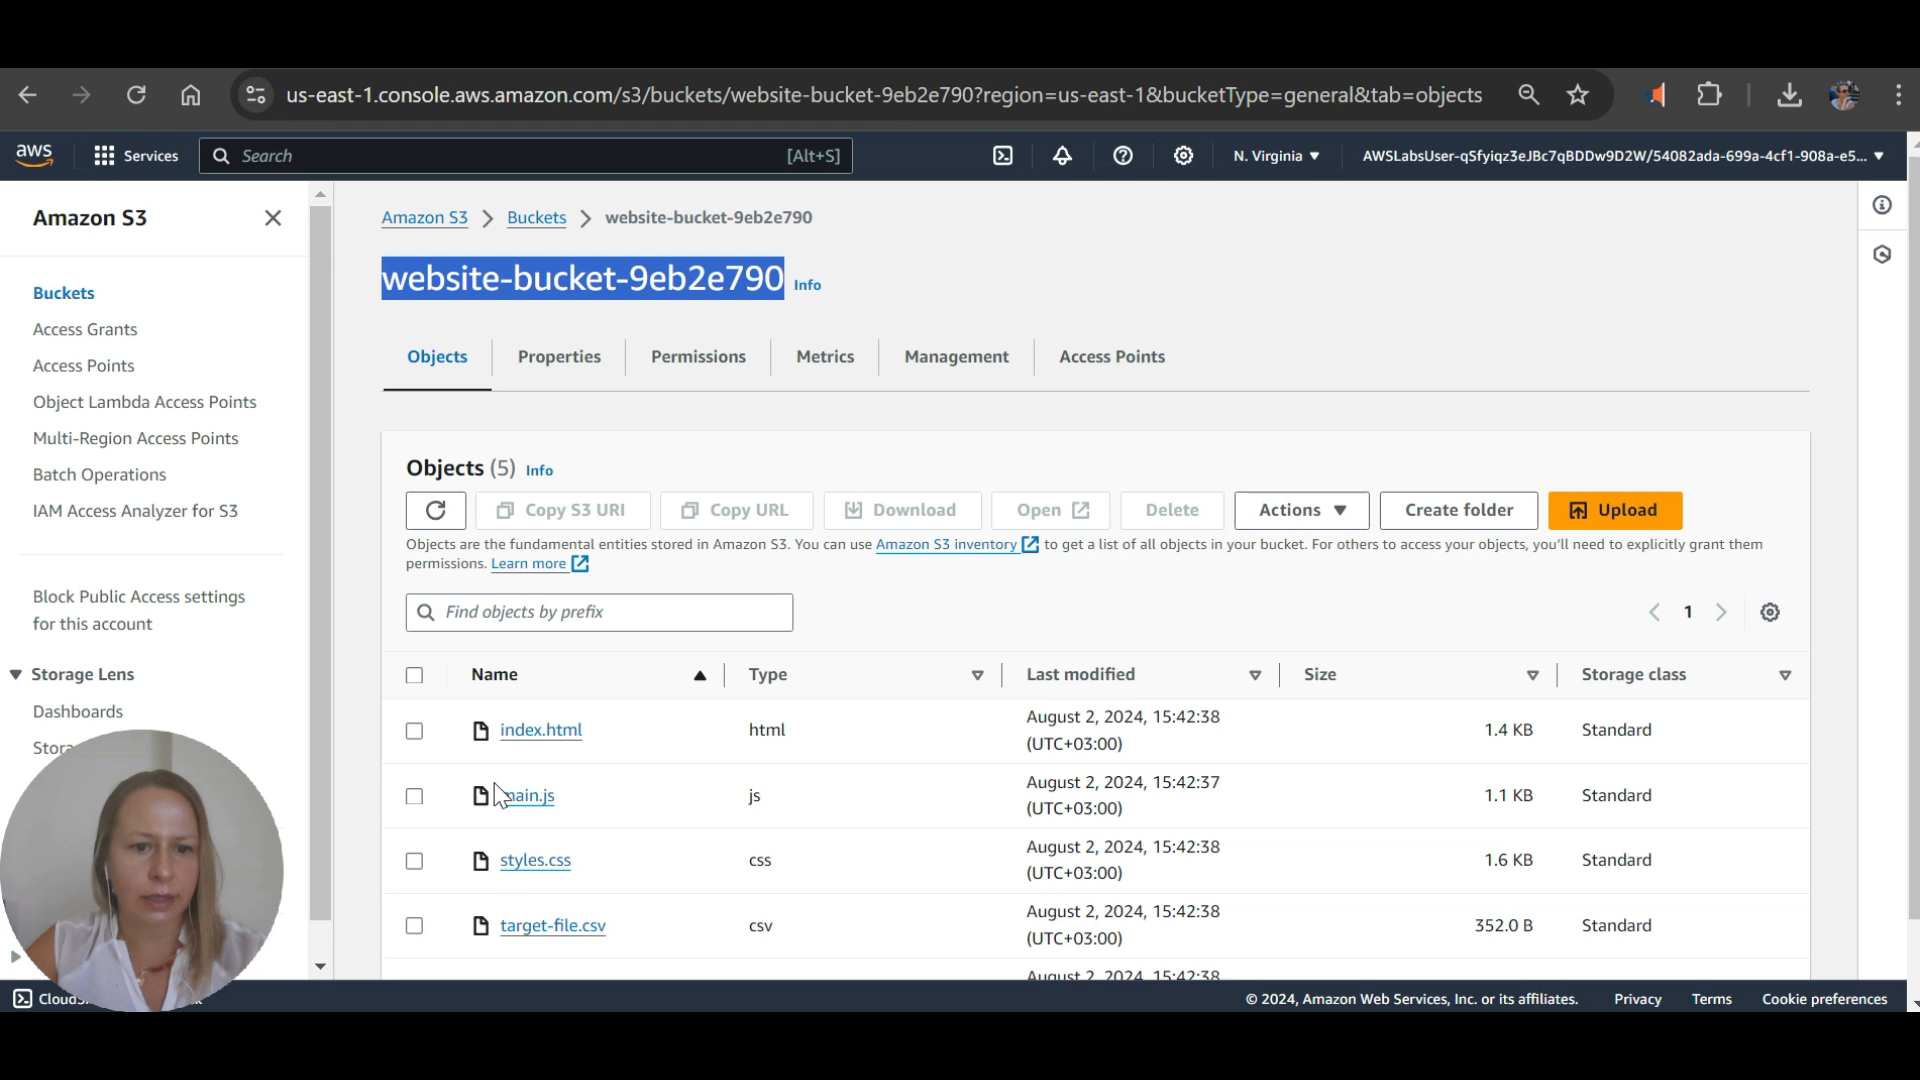 us-east-1.console.aws.amazon.com/s3/buckets/website-bucket-9eb2e790?region=us-east-1&bucketType=general&tab=objects
aws
Services
Search
[Alt+S]
N. Virginia
AWSLabsUser-qSfyiqz3eJBc7qBDDw9D2W/54082ada-699a-4cf1-908a-e5...
Amazon S3
Buckets
Access Grants
Access Points
Object Lambda Access Points
Multi-Region Access Points
Batch Operations
IAM Access Analyzer for S3
Block Public Access settings
for this account
Storage Lens
Dashboards
Amazon S3 Buckets website-bucket-9eb2e790
website-bucket-9eb2e790 Info
Objects Properties Permissions Metrics Management Access Points
Objects (5) Info
Copy S3 URI Copy URL Download Open Delete Actions Create folder Upload
Objects are the fundamental entities stored in Amazon S3. You can use Amazon S3 inventory to get a list of all objects in your bucket. For others to access your objects, you'll need to explicitly grant them
permissions. Learn more
Find objects by prefix
1
Name Type Last modified Size Storage class
index.html html August 2, 2024, 15:42:38 (UTC+03:00) 1.4 KB Standard
main.js js August 2, 2024, 15:42:37 (UTC+03:00) 1.1 KB Standard
styles.css css August 2, 2024, 15:42:38 (UTC+03:00) 1.6 KB Standard
target-file.csv csv August 2, 2024, 15:42:38 (UTC+03:00) 352.0 B Standard
August 2, 2024, 15:42:38
© 2024, Amazon Web Services, Inc. or its affiliates. Privacy Terms Cookie preferences